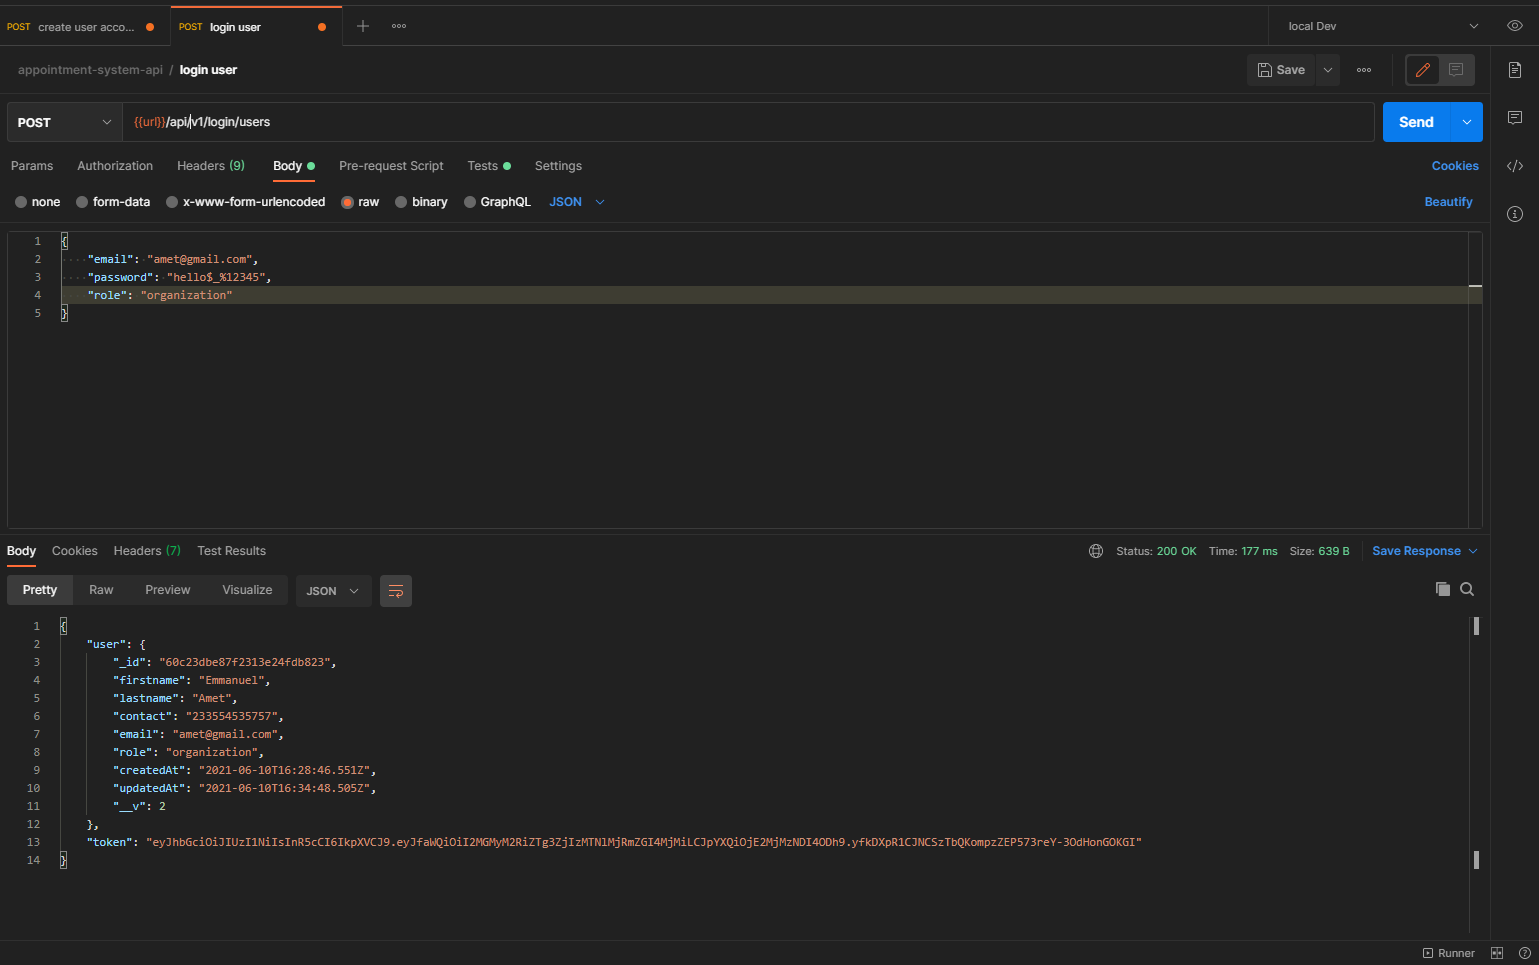 POST create user acco...
POST login user
ooo
local Dev
appointment-system-api / login user
Save
ooo
POST
{{url}}/api/v1/login/users
Send
Params Authorization Headers (9) Body Pre-request Script Tests Settings Cookies
none form-data x-www-form-urlencoded raw binary GraphQL JSON Beautify
1 {
2 "email": "amet@gmail.com",
3 "password": "hello$_%12345",
4 "role": "organization"
5 }
Body Cookies Headers (7) Test Results Status: 200 OK Time: 177 ms Size: 639 B Save Response
Pretty Raw Preview Visualize JSON
1 {
2 "user": {
3 "_id": "60c23dbe87f2313e24fdb823",
4 "firstname": "Emmanuel",
5 "lastname": "Amet",
6 "contact": "233554535757",
7 "email": "amet@gmail.com",
8 "role": "organization",
9 "createdAt": "2021-06-10T16:28:46.551Z",
10 "updatedAt": "2021-06-10T16:34:48.505Z",
11 "__v": 2
12 },
13 "token": "eyJhbGciOiJIUzI1NiIsInR5cCI6IkpXVCJ9.eyJfaWQiOiI2MGMyM2RiZTg3ZjIzMTNlMjRmZGI4MjMiLCJpYXQiOjE2MjMzNDI4ODh9.yfkDXpR1CJNCSzTbQKompzZEP573reY-3OdHonGOKGI"
14 }
Runner